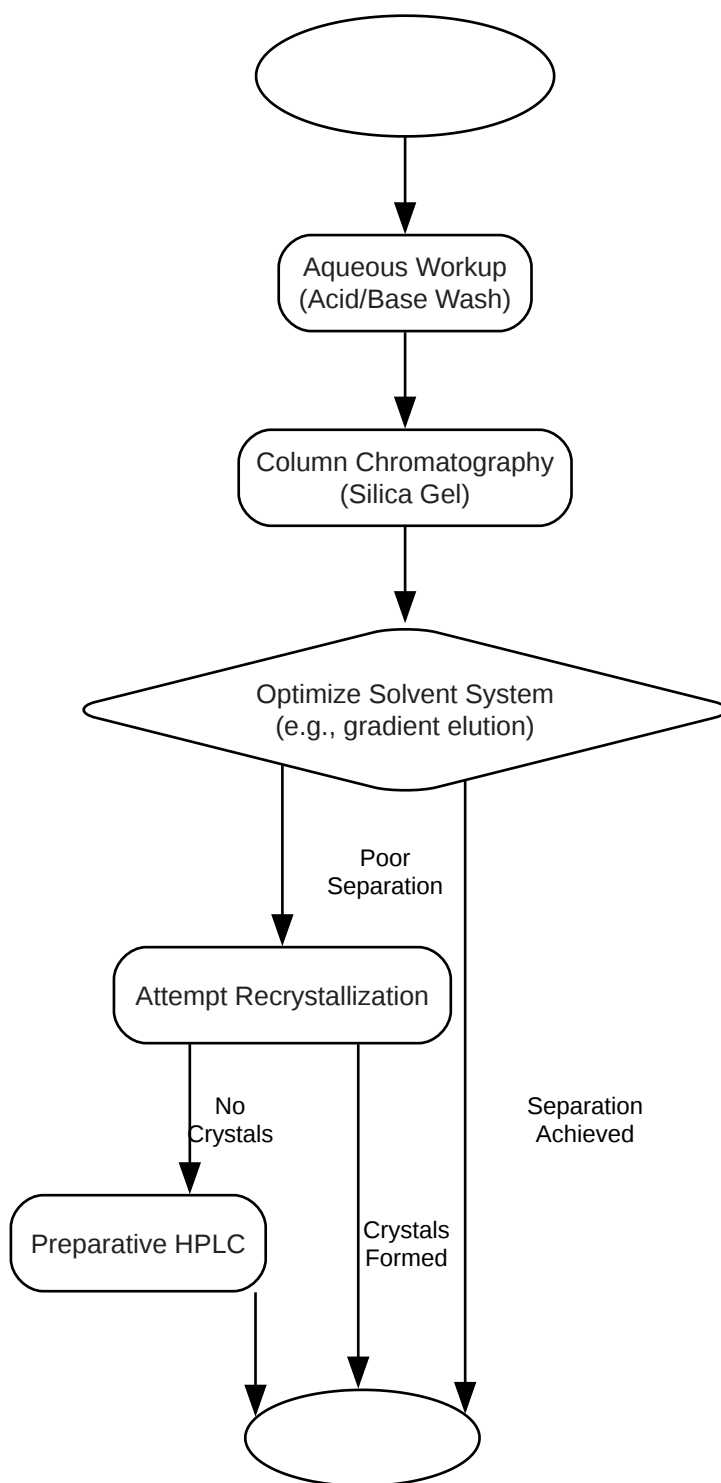 Aqueous Workup
(Acid/Base Wash)
Column Chromatography
(Silica Gel)
Optimize Solvent System
(e.g., gradient elution)
Poor
Separation
Attempt Recrystallization
No
Crystals
Separation
Achieved
Preparative HPLC
Crystals
Formed